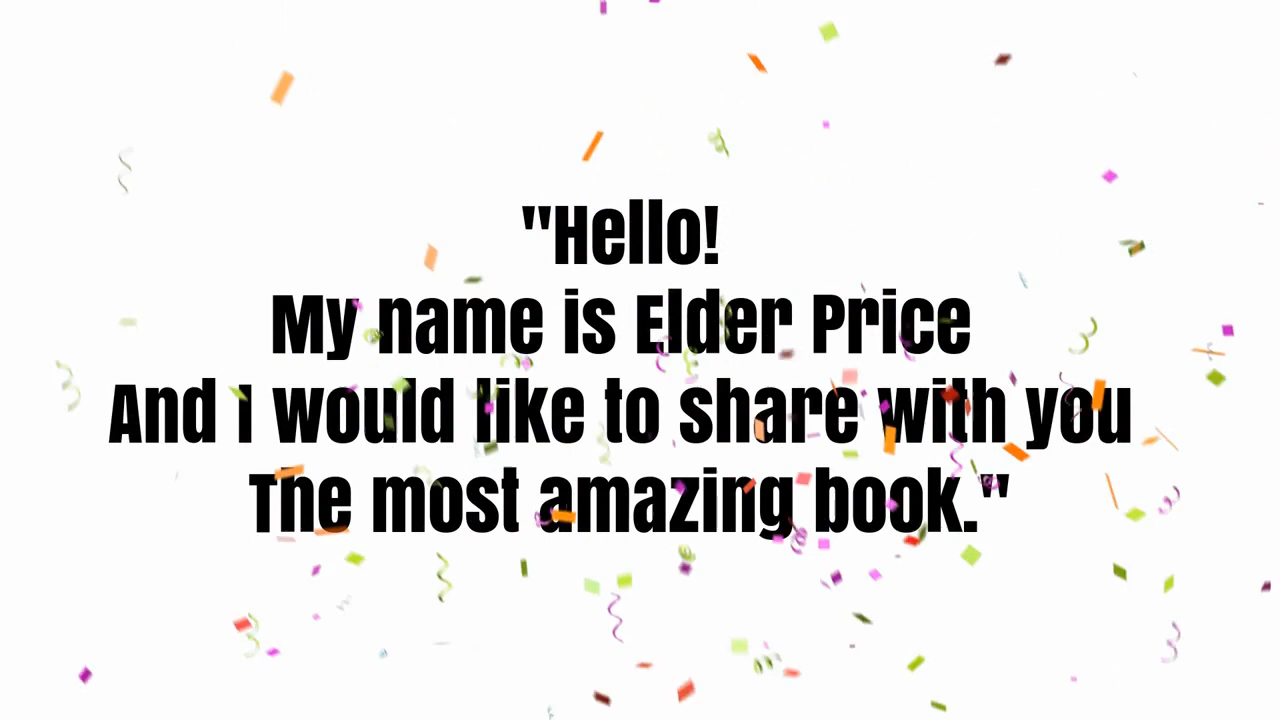 "Hello!
My name is Elder Price
And I would like to share with you
The most amazing book."